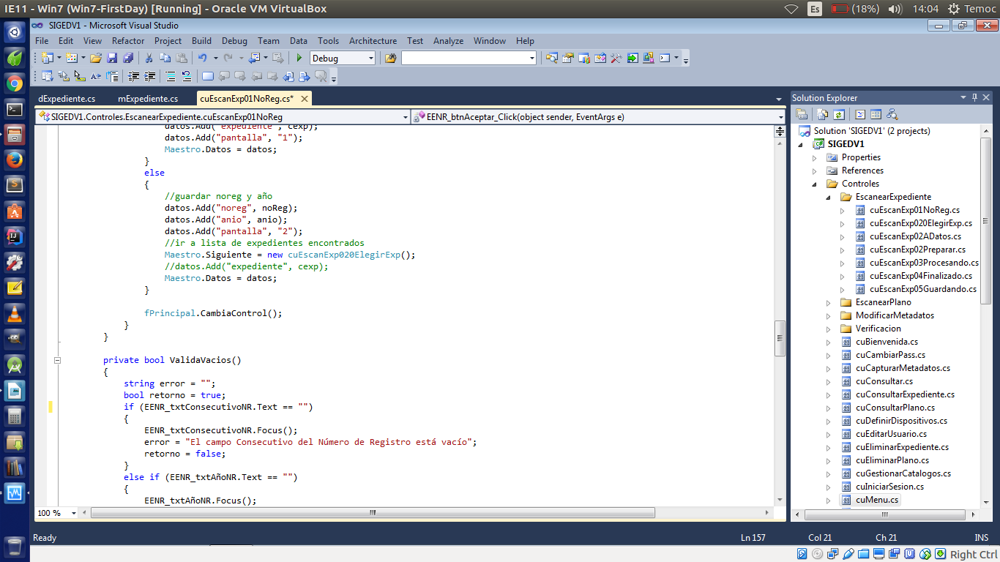 IE11 - Win7 (Win7-FirstDay) [Running] - Oracle VM VirtualBox
Es (18%) 14:04 Temoc
SIGEDV1 - Microsoft Visual Studio
File Edit View Refactor Project Build Debug Team Data Tools Architecture Test Analyze Window Help
Debug
dExpediente.cs mExpediente.cs cuEscanExp01NoReg.cs*
SIGEDV1.Controles.EscanearExpediente.cuEscanExp01NoReg EENR_btnAceptar_Click(object sender, EventArgs e)
datos.Add("expediente", cexp);
datos.Add("pantalla", "1");
Maestro.Datos = datos;
}
else
{
//guardar noreg y año
datos.Add("noreg", noReg);
datos.Add("anio", anio);
datos.Add("pantalla", "2");
//ir a lista de expedientes encontrados
Maestro.Siguiente = new cuEscanExp020ElegirExp();
//datos.Add("expediente", cexp);
Maestro.Datos = datos;
}
fPrincipal.CambiaControl();
}
}
private bool ValidaVacios()
{
string error = "";
bool retorno = true;
if (EENR_txtConsecutivoNR.Text == "")
{
EENR_txtConsecutivoNR.Focus();
error = "El campo Consecutivo del Número de Registro está vacío";
retorno = false;
}
else if (EENR_txtAñoNR.Text == "")
{
EENR_txtAñoNR.Focus();
100 %
Solution Explorer
Solution 'SIGEDV1' (2 projects)
SIGEDV1
Properties
References
Controles
EscanearExpediente
cuEscanExp01NoReg.cs
cuEscanExp020ElegirExp.cs
cuEscanExp02ADatos.cs
cuEscanExp02Preparar.cs
cuEscanExp03Procesando.cs
cuEscanExp04Finalizado.cs
cuEscanExp05Guardando.cs
EscanearPlano
ModificarMetadatos
Verificacion
cuBienvenida.cs
cuCambiarPass.cs
cuCapturarMetadatos.cs
cuConsultar.cs
cuConsultarExpediente.cs
cuConsultarPlano.cs
cuDefinirDispositivos.cs
cuEditarUsuario.cs
cuEliminarExpediente.cs
cuEliminarPlano.cs
cuGestionarCatalogos.cs
cuIniciarSesion.cs
cuMenu.cs
Ready Ln 157 Col 21 Ch 21 INS
Right Ctrl